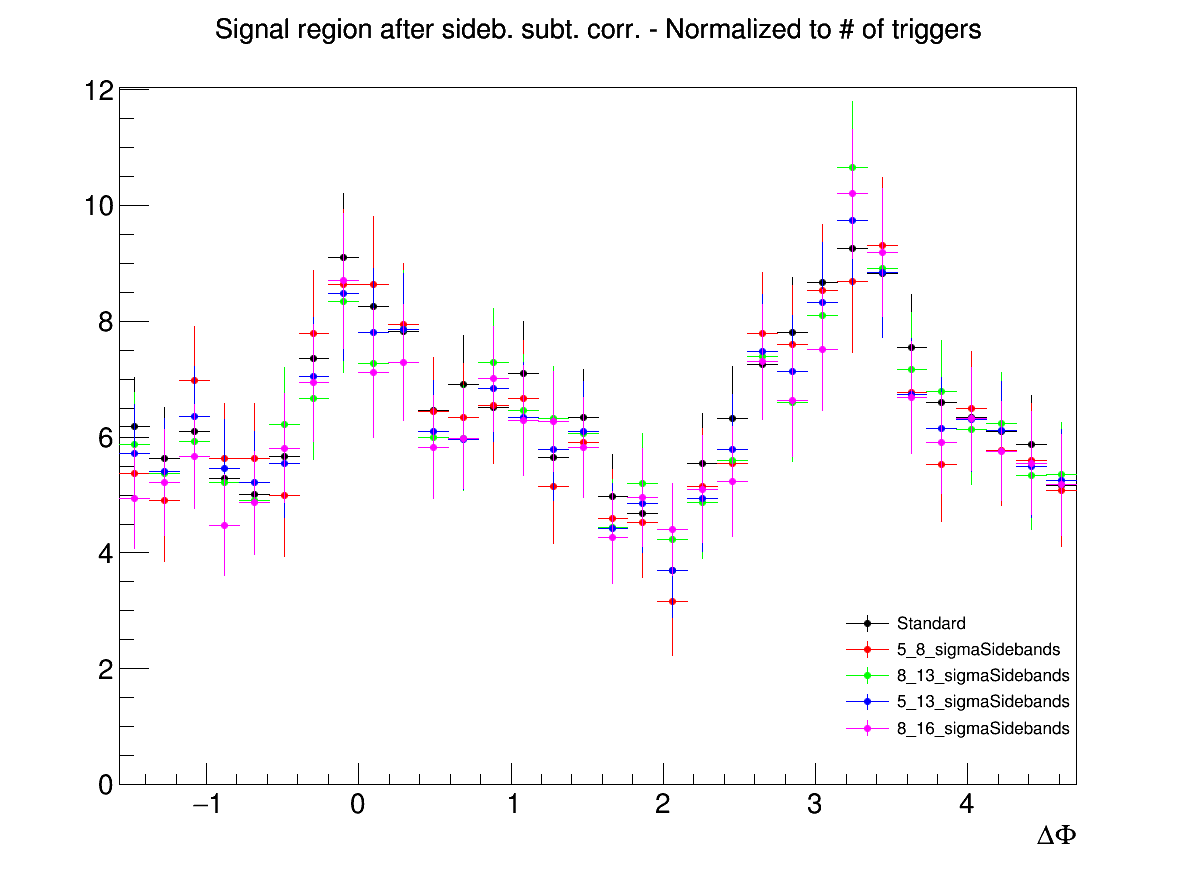 Signal region after sideb. subt. corr. - Normalized to # of triggers
12
10
8
6
4
2
0
Standard
5_8_sigmaSidebands
8_13_sigmaSidebands
5_13_sigmaSidebands
8_16_sigmaSidebands
−1 0 1 2 3 4
ΔΦ